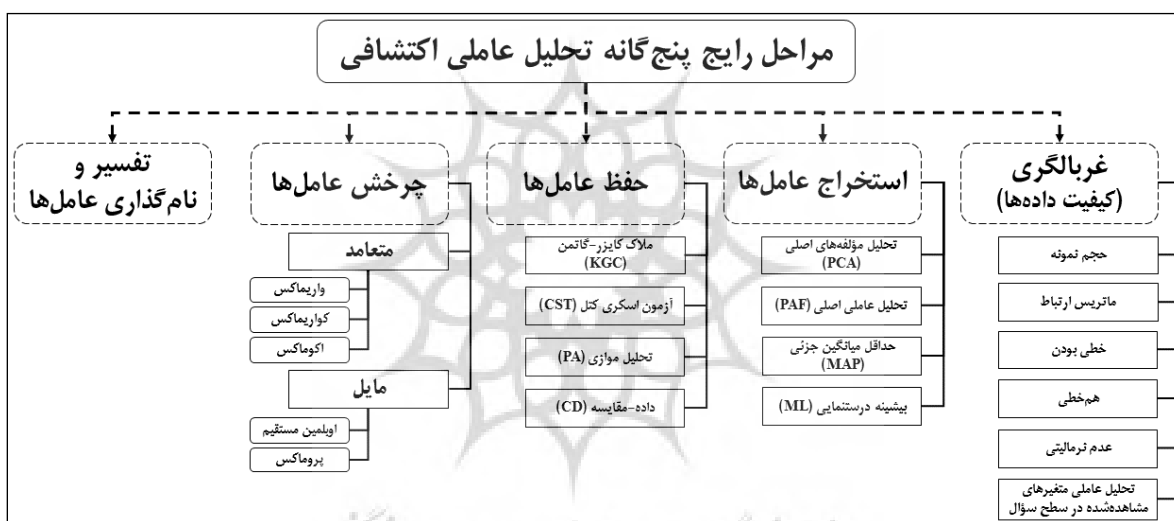 مراحل رایج پنج‌گانه تحلیل عاملی اکتشافی
غربالگری
(کیفیت داده‌ها)
حجم نمونه
ماتریس ارتباط
خطی بودن
هم‌خطی
عدم نرمالیتی
تحلیل عاملی متغیرهای
مشاهده‌شده در سطح سؤال
استخراج عامل‌ها
تحلیل مؤلفه‌های اصلی
(PCA)
تحلیل عاملی اصلی (PAF)
حداقل میانگین جزئی
(MAP)
بیشینه درستنمایی (ML)
حفظ عامل‌ها
ملاک کایزر-گاتمن
(KGC)
آزمون اسکری کتل (CST)
تحلیل موازی (PA)
داده-مقایسه (CD)
چرخش عامل‌ها
متعامد
واریماکس
کواریماکس
اکوماکس
مایل
اوبلمین مستقیم
پروماکس
تفسیر و
نام‌گذاری عامل‌ها